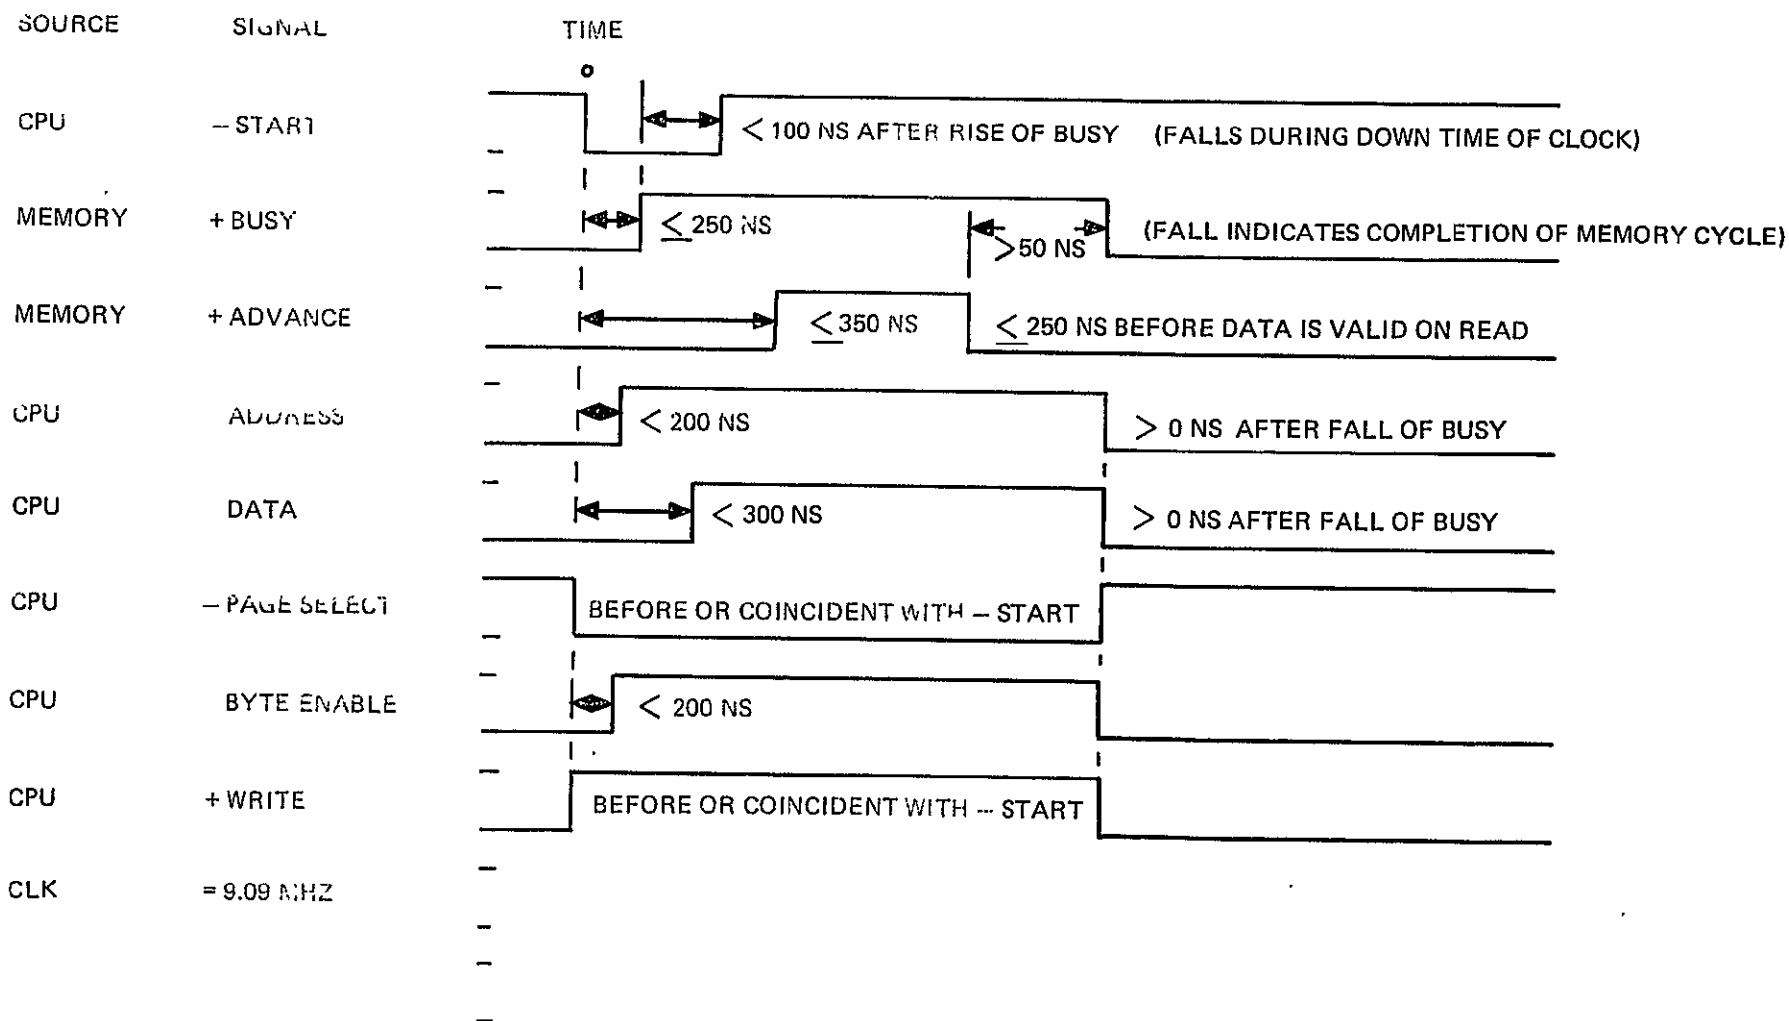 SOURCE SIGNAL TIME
0
CPU – START < 100 NS AFTER RISE OF BUSY (FALLS DURING DOWN TIME OF CLOCK)
MEMORY + BUSY ≤ 250 NS > 50 NS (FALL INDICATES COMPLETION OF MEMORY CYCLE)
MEMORY + ADVANCE ≤ 350 NS ≤ 250 NS BEFORE DATA IS VALID ON READ
CPU ADDRESS < 200 NS > 0 NS AFTER FALL OF BUSY
CPU DATA < 300 NS > 0 NS AFTER FALL OF BUSY
CPU – PAGE SELECT BEFORE OR COINCIDENT WITH – START
CPU BYTE ENABLE < 200 NS
CPU + WRITE BEFORE OR COINCIDENT WITH – START
CLK = 9.09 MHZ